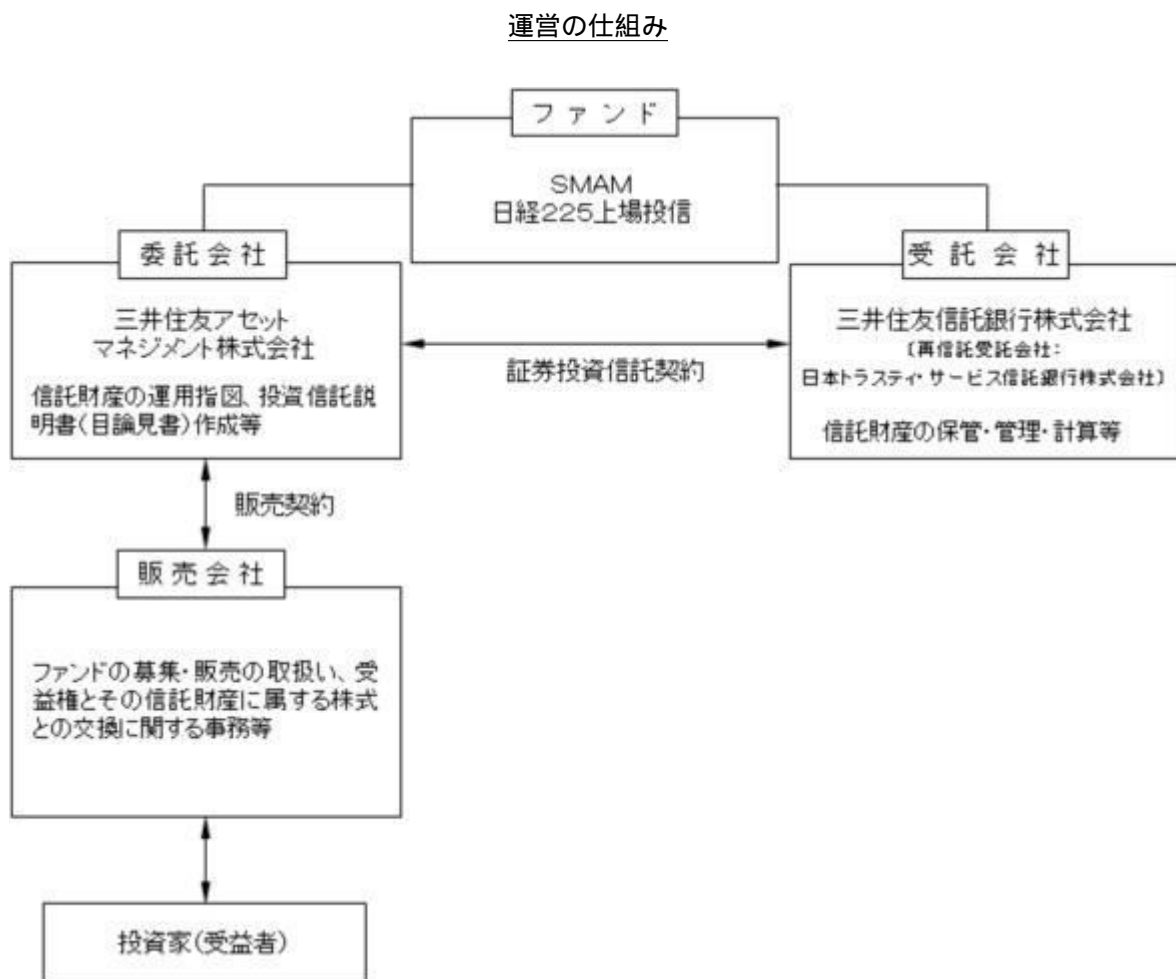 運営の仕組み
ファンド
SMAM
日経225上場投信
委託会社
三井住友アセット
マネジメント株式会社
信託財産の運用指図、投資信託説
明書(目論見書)作成等
証券投資信託契約
受託会社
三井住友信託銀行株式会社
〔再信託受託会社：
日本トラスティ・サービス信託銀行株式会社〕
信託財産の保管・管理・計算等
販売契約
販売会社
ファンドの募集・販売の取扱い、受
益権とその信託財産に属する株式
との交換に関する事務等
投資家(受益者)